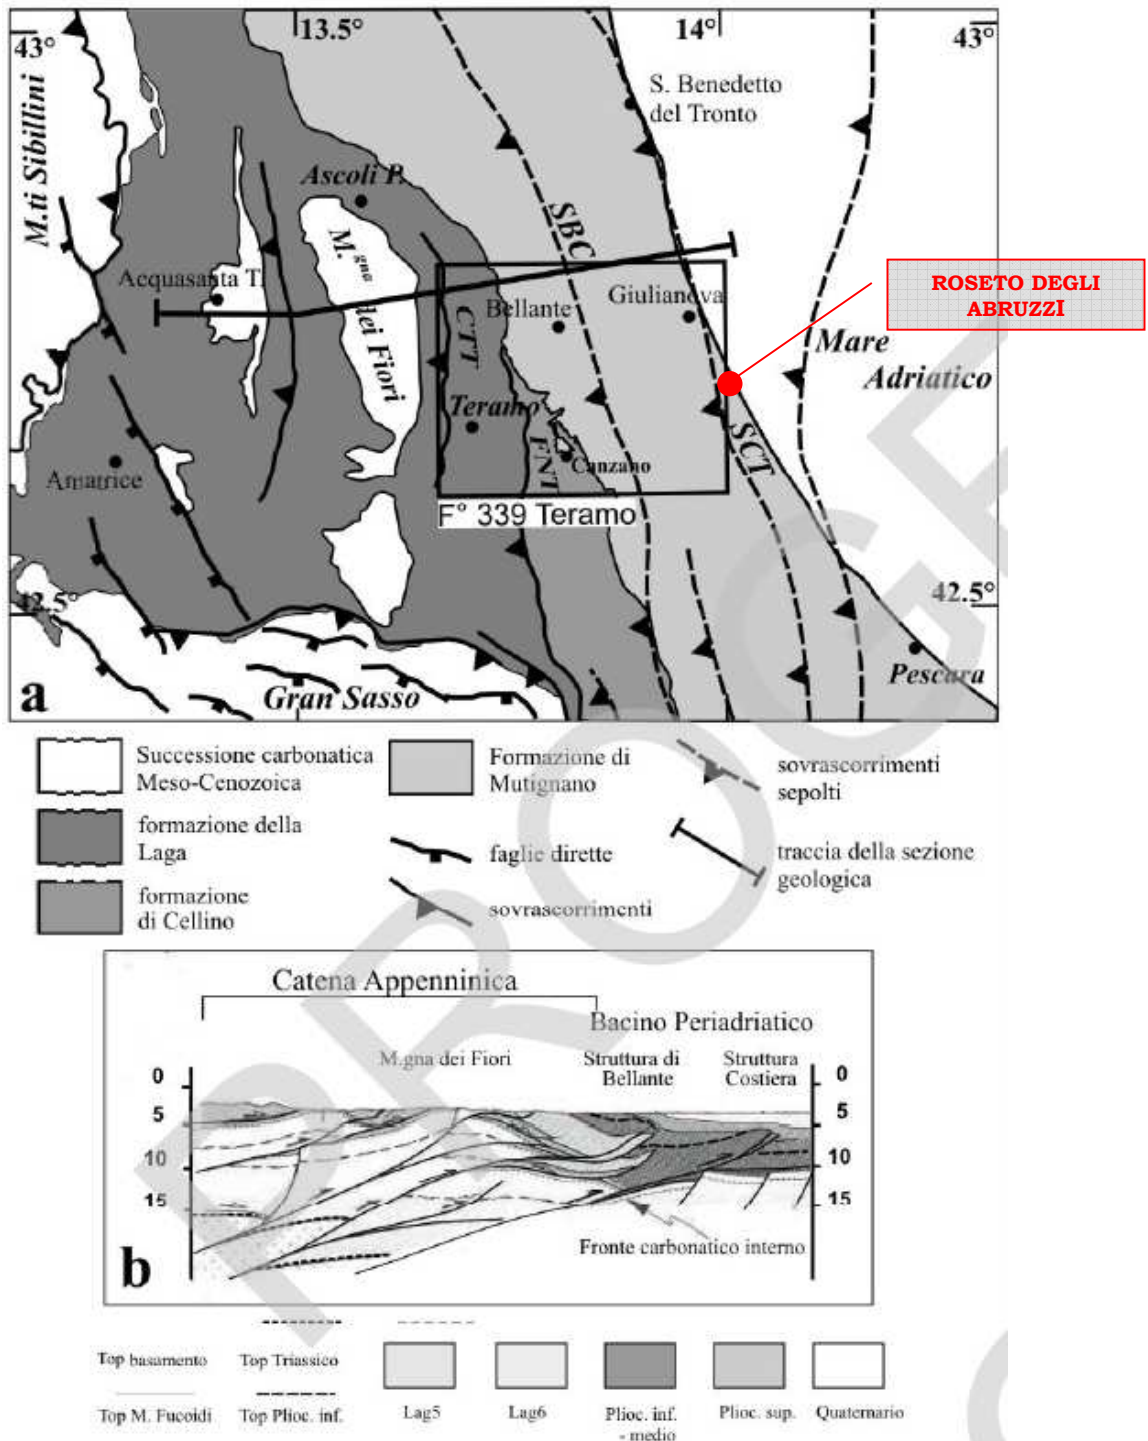 43°
13.5°
14°
43°
M.ti Sibillini
S. Benedetto
del Tronto
Ascoli P.
SBC
M.gna dei Fiori
Acquasanta T.
Bellante
Giulianova
ROSETO DEGLI
ABRUZZI
CTT
Mare
Adriatico
Teramo
FNT
Canzano
SCT
Amatrice
F° 339 Teramo
42.5°
42.5°
Pescara
Gran Sasso
a
Successione carbonatica
Meso-Cenozoica
Formazione di
Mutignano
sovrascorrimenti
sepolti
formazione della
Laga
faglie dirette
traccia della sezione
geologica
formazione
di Cellino
sovrascorrimenti
Catena Appenninica
Bacino Periadriatico
M.gna dei Fiori
Struttura di
Bellante
Struttura
Costiera
0
0
5
5
10
10
15
15
Fronte carbonatico interno
b
Top basamento
Top Triassico
Top M. Fucoidi
Top Plioc. inf.
Lag5
Lag6
Plioc. inf.
- medio
Plioc. sup.
Quaternario